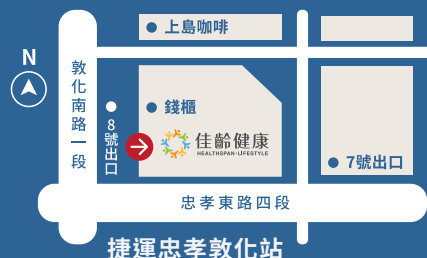 上島咖啡
N
敦化南路一段
8號出口
錢櫃
佳齡健康
HEALTHSPAN·LIFESTYLE
7號出口
忠孝東路四段
捷運忠孝敦化站